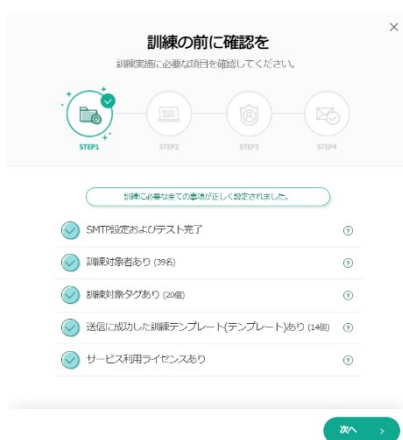 訓練の前に確認を
訓練実施に必要な項目を確認してください。
STEP1
STEP2
STEP3
STEP4
訓練に必要な全ての事項が正しく設定されました。
SMTP設定およびテスト完了
訓練対象者あり (39名)
訓練対象タグあり (20個)
送信に成功した訓練テンプレート(テンプレート)あり (14個)
サービス利用ライセンスあり
次へ >